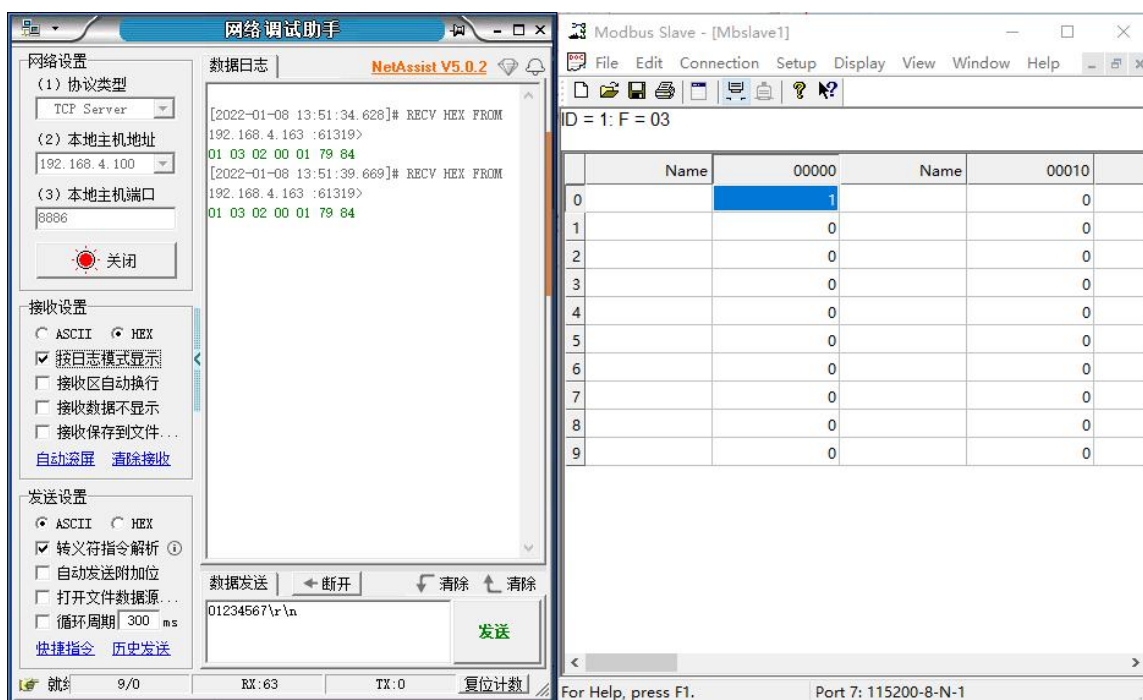 网络调试助手
网络设置
(1) 协议类型
TCP Server
(2) 本地主机地址
192.168.4.100
(3) 本地主机端口
8886
关闭
接收设置
ASCII HEX
按日志模式显示
接收区自动换行
接收数据不显示
接收保存到文件...
自动滚屏 清除接收
发送设置
ASCII HEX
转义符指令解析
自动发送附加位
打开文件数据源...
循环周期 300 ms
快捷指令 历史发送
数据日志 NetAssist V5.0.2
[2022-01-08 13:51:34.628]# RECV HEX FROM
192.168.4.163 :61319>
01 03 02 00 01 79 84
[2022-01-08 13:51:39.669]# RECV HEX FROM
192.168.4.163 :61319>
01 03 02 00 01 79 84
数据发送 断开 清除 清除
01234567\r\n
发送
9/0 RX:63 TX:0 复位计数
Modbus Slave - [Mbslave1]
File Edit Connection Setup Display View Window Help
ID = 1: F = 03
Name 00000 Name 00010
0 1 0
1 0 0
2 0 0
3 0 0
4 0 0
5 0 0
6 0 0
7 0 0
8 0 0
9 0 0
For Help, press F1. Port 7: 115200-8-N-1